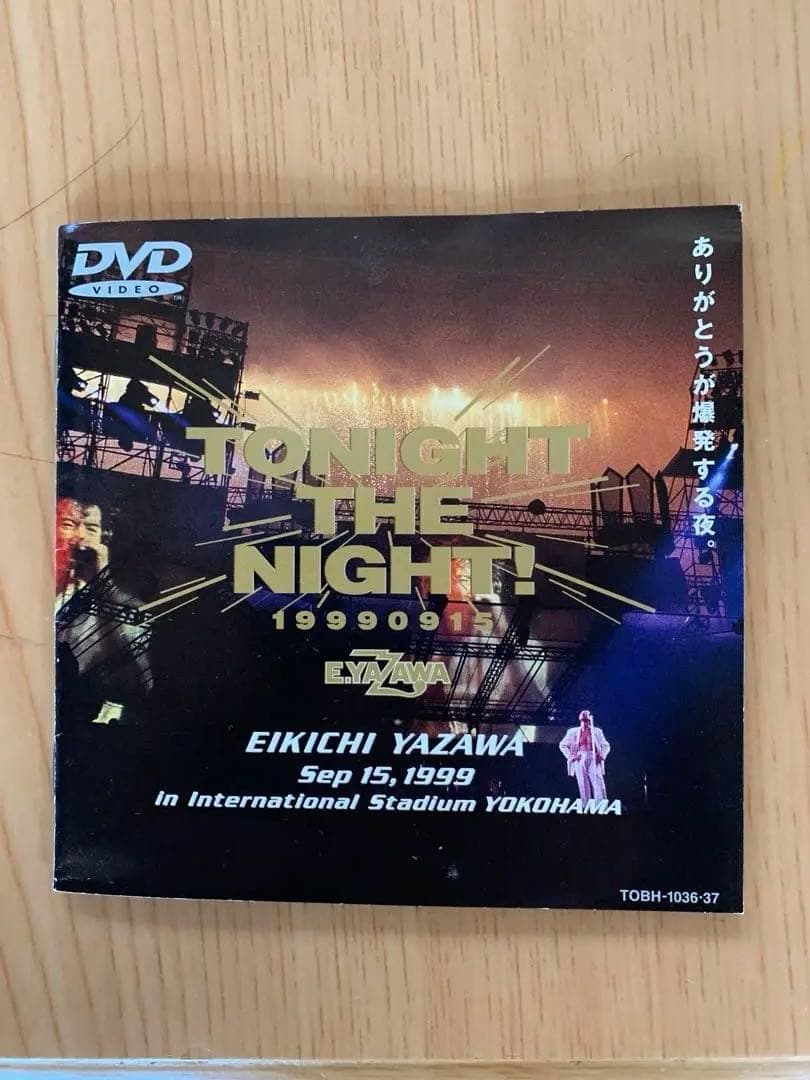 DVD
VIDEO
TM
ありがとうが爆発する夜。
TONIGHT
THE
NIGHT!
19990915
E.YAZAWA
EIKICHI YAZAWA
Sep 15, 1999
in International Stadium YOKOHAMA
TOBH-1036·37